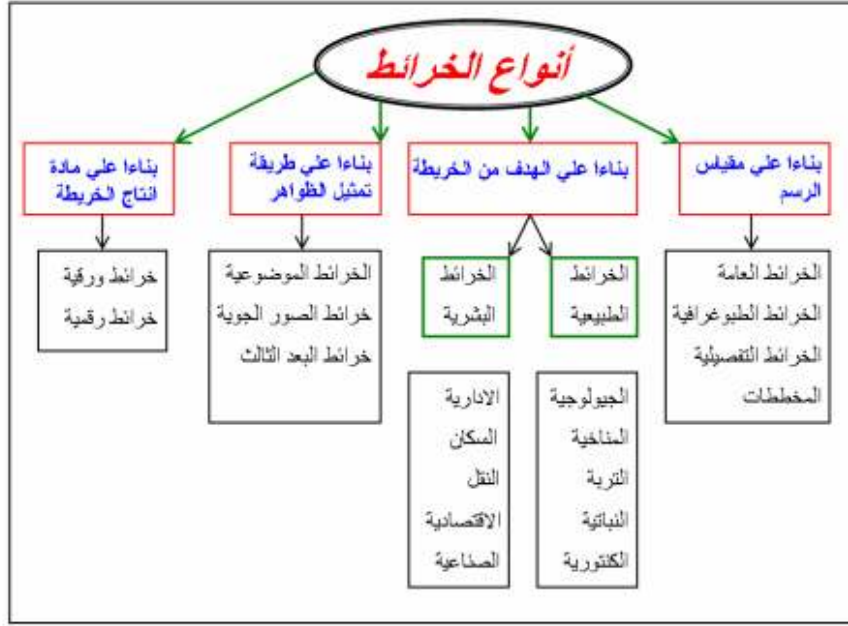 أنواع الخرائط
بناءا علي مقياس
الرسم
بناءا علي الهدف من الخريطة
بناءا علي طريقة
تمثيل الظواهر
بناءا علي مادة
انتاج الخريطة
الخرائط العامة
الخرائط الطبوغرافية
الخرائط التفصيلية
المخططات
الخرائط
الطبيعية
الخرائط
البشرية
الجيولوجية
المناخية
التربة
النباتية
الكنتورية
الادارية
السكان
النقل
الاقتصادية
الصناعية
الخرائط الموضوعية
خرائط الصور الجوية
خرائط البعد الثالث
خرائط ورقية
خرائط رقمية